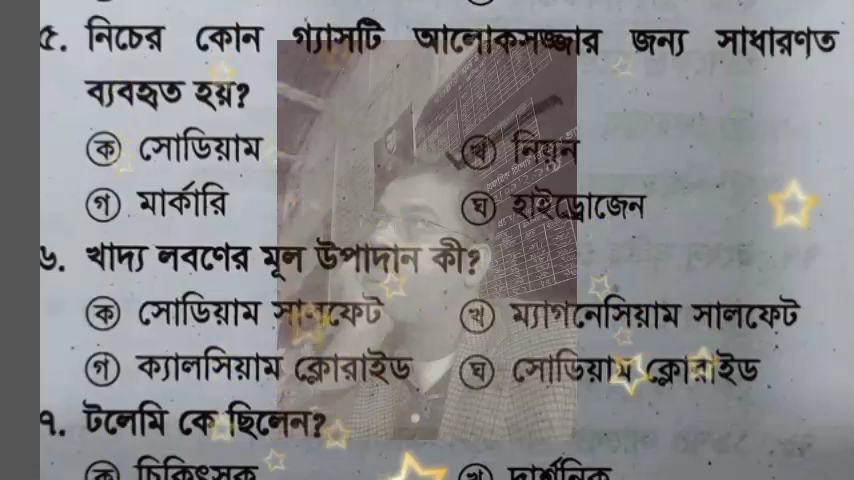 ৫. নিচের কোন গ্যাসটি আলোকসজ্জার জন্য সাধারণত
ব্যবহৃত হয়?
ক সোডিয়াম খ নিয়ন
গ মার্কারি ঘ হাইড্রোজেন
৬. খাদ্য লবণের মূল উপাদান কী?
ক সোডিয়াম সালফেট খ ম্যাগনেসিয়াম সালফেট
গ ক্যালসিয়াম ক্লোরাইড ঘ সোডিয়াম ক্লোরাইড
৭. টলেমি কে ছিলেন?
ক চিকিৎসক খ দার্শনিক